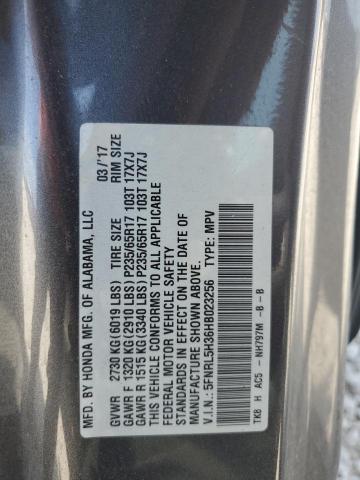 MFD. BY HONDA MFG. OF ALABAMA, LLC 03/'17
GVWR 2730 KG(6019 LBS) TIRE SIZE RIM SIZE
GAWR F 1320 KG(2910 LBS) P235/65R17 103T 17X7J
GAWR R 1515 KG(3340 LBS) P235/65R17 103T 17X7J
THIS VEHICLE CONFORMS TO ALL APPLICABLE
FEDERAL MOTOR VEHICLE SAFETY
STANDARDS IN EFFECT ON THE DATE OF
MANUFACTURE SHOWN ABOVE.
V.I.N.: 5FNRL5H36HB023256 TYPE: MPV
TK8 H AC5 - NH797M -B -B